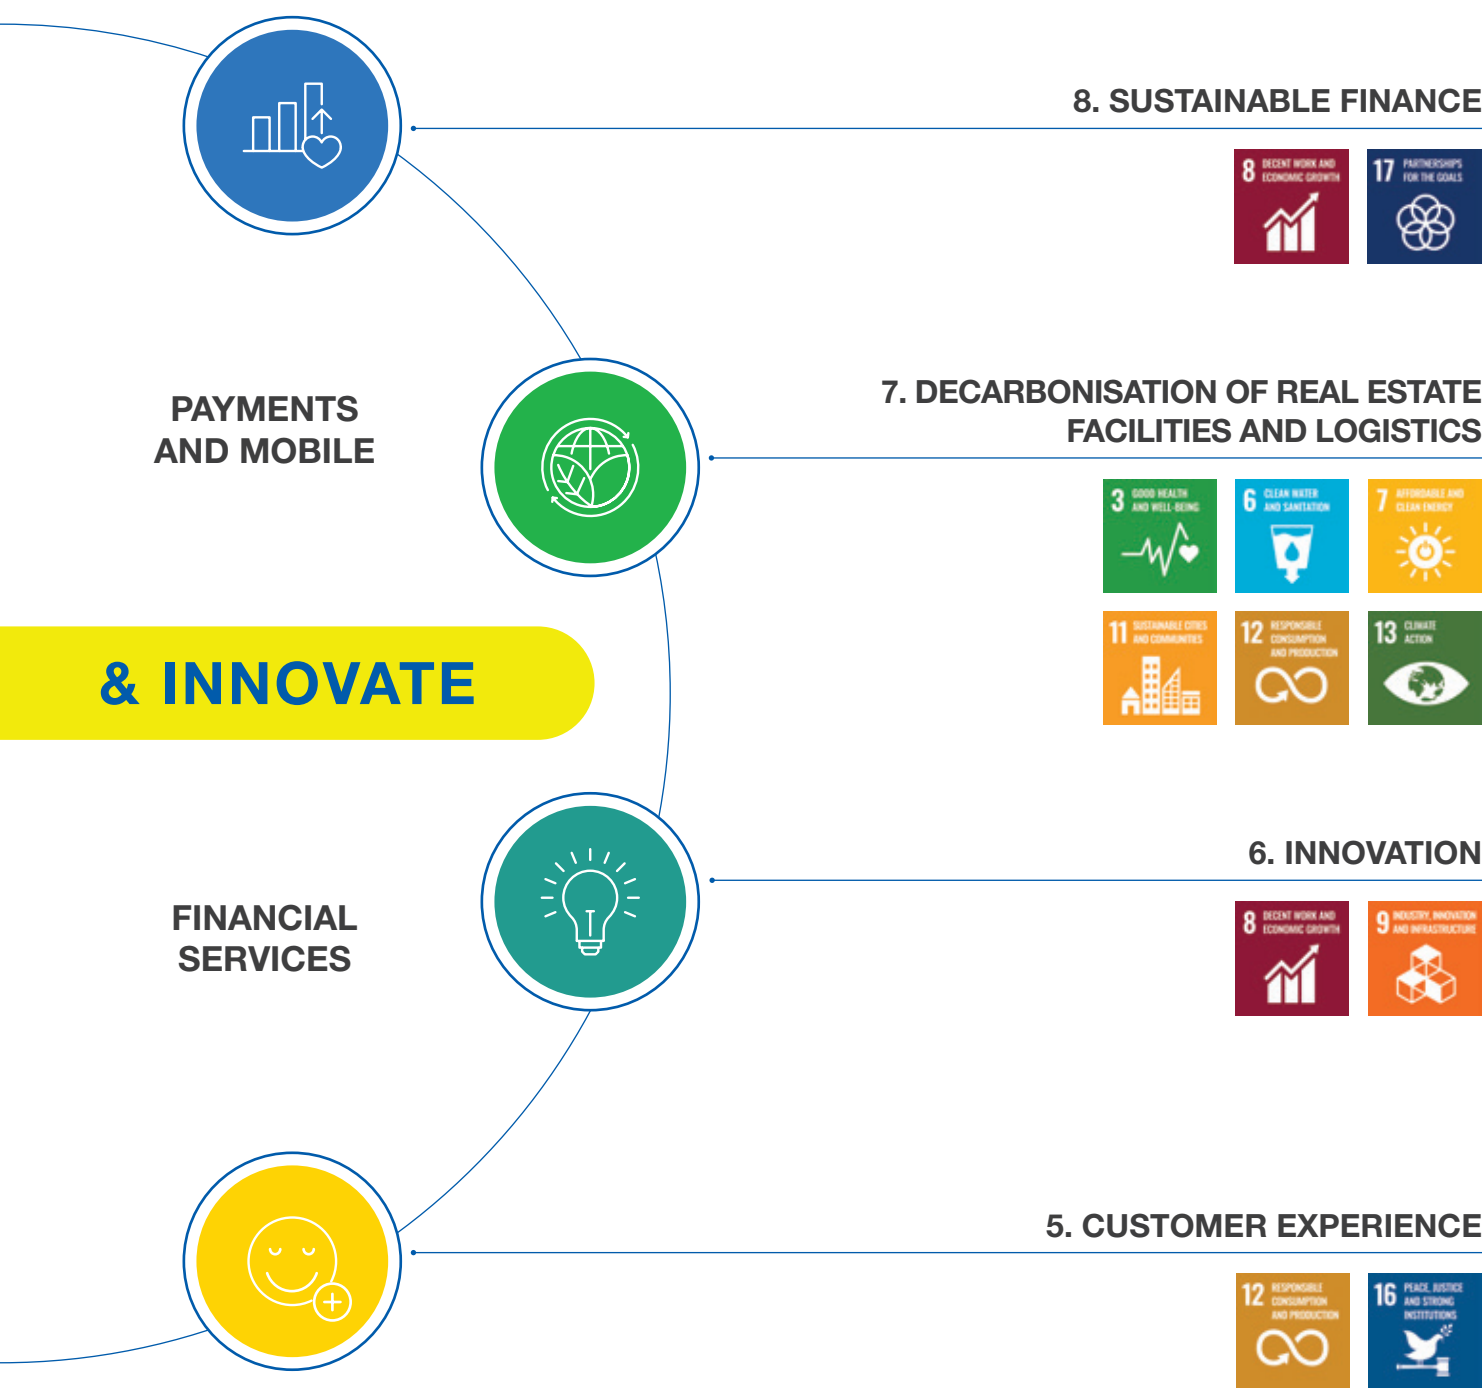 8. SUSTAINABLE FINANCE
8 DECENT WORK AND
ECONOMIC GROWTH
17 PARTNERSHIPS
FOR THE GOALS
PAYMENTS
AND MOBILE
7. DECARBONISATION OF REAL ESTATE
FACILITIES AND LOGISTICS
3 GOOD HEALTH
AND WELL-BEING
6 CLEAN WATER
AND SANITATION
7 AFFORDABLE AND
CLEAN ENERGY
11 SUSTAINABLE CITIES
AND COMMUNITIES
12 RESPONSIBLE
CONSUMPTION
AND PRODUCTION
13 CLIMATE
ACTION
& INNOVATE
6. INNOVATION
8 DECENT WORK AND
ECONOMIC GROWTH
9 INDUSTRY, INNOVATION
AND INFRASTRUCTURE
FINANCIAL
SERVICES
5. CUSTOMER EXPERIENCE
12 RESPONSIBLE
CONSUMPTION
AND PRODUCTION
16 PEACE, JUSTICE
AND STRONG
INSTITUTIONS